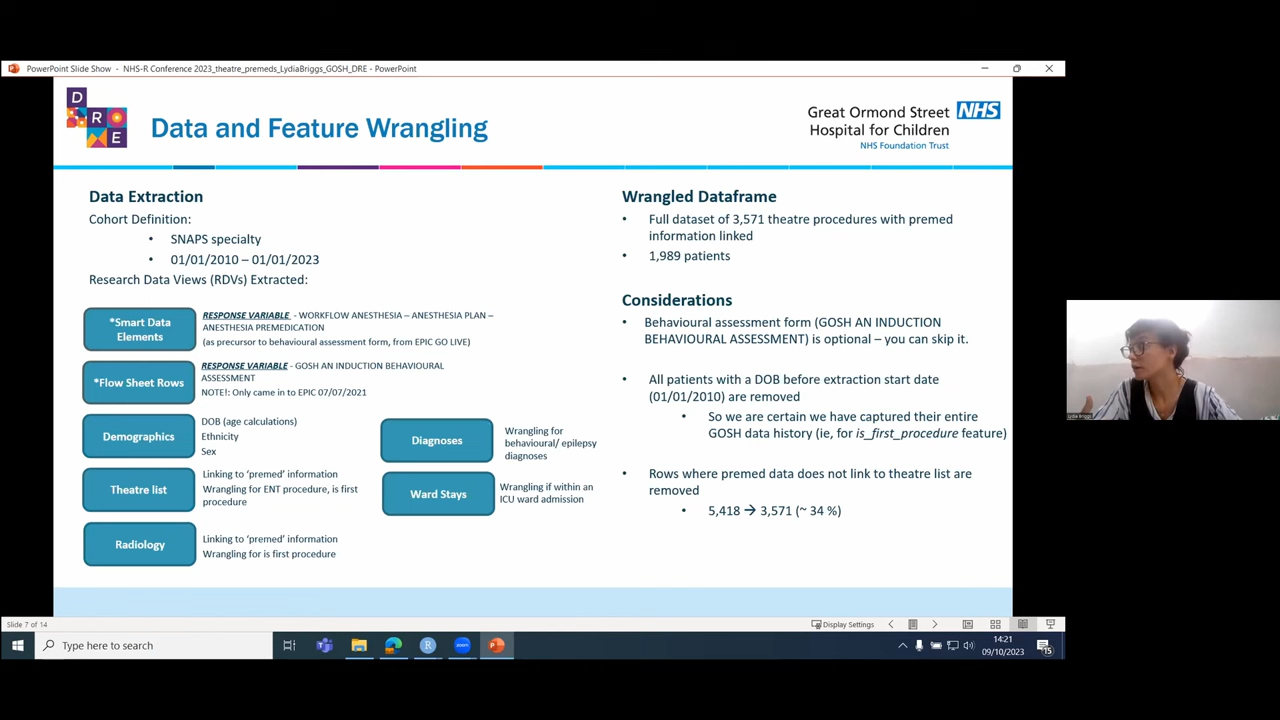 PowerPoint Slide Show - NHS-R Conference 2023_theatre_premeds_LydiaBriggs_GOSH_DRE - PowerPoint
D
R
E
Data and Feature Wrangling
Great Ormond Street NHS
Hospital for Children
NHS Foundation Trust
Data Extraction
Cohort Definition:
• SNAPS specialty
• 01/01/2010 – 01/01/2023
Research Data Views (RDVs) Extracted:
*Smart Data
Elements
RESPONSE VARIABLE - WORKFLOW ANESTHESIA – ANESTHESIA PLAN –
ANESTHESIA PREMEDICATION
(as precursor to behavioural assessment form, from EPIC GO LIVE)
*Flow Sheet Rows
RESPONSE VARIABLE - GOSH AN INDUCTION BEHAVIOURAL
ASSESSMENT
NOTE!: Only came in to EPIC 07/07/2021
Demographics
DOB (age calculations)
Ethnicity
Sex
Theatre list
Linking to ‘premed’ information
Wrangling for ENT procedure, is first
procedure
Radiology
Linking to ‘premed’ information
Wrangling for is first procedure
Diagnoses
Wrangling for
behavioural/ epilepsy
diagnoses
Ward Stays
Wrangling if within an
ICU ward admission
Wrangled Dataframe
• Full dataset of 3,571 theatre procedures with premed
information linked
• 1,989 patients
Considerations
• Behavioural assessment form (GOSH AN INDUCTION
BEHAVIOURAL ASSESSMENT) is optional – you can skip it.
• All patients with a DOB before extraction start date
(01/01/2010) are removed
• So we are certain we have captured their entire
GOSH data history (ie, for is_first_procedure feature)
• Rows where premed data does not link to theatre list are
removed
• 5,418 → 3,571 (~ 34 %)
Lydia Briggs
Slide 7 of 14
Display Settings
Type here to search
14:21
09/10/2023
15